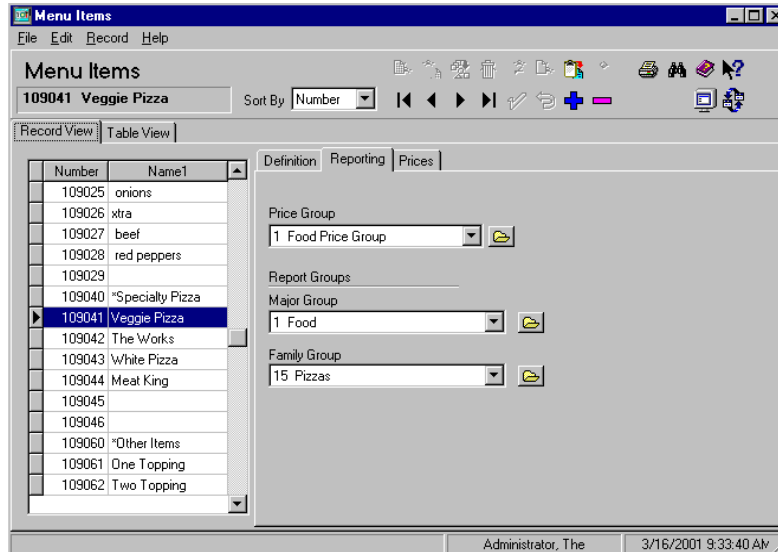 Menu Items
File Edit Record Help
Menu Items
109041 Veggie Pizza
Sort By Number
Record View Table View
Number Name1
109025 onions
109026 xtra
109027 beef
109028 red peppers
109029
109040 *Specialty Pizza
109041 Veggie Pizza
109042 The Works
109043 White Pizza
109044 Meat King
109045
109046
109060 *Other Items
109061 One Topping
109062 Two Topping
Definition Reporting Prices
Price Group
1 Food Price Group
Report Groups
Major Group
1 Food
Family Group
15 Pizzas
Administrator, The 3/16/2001 9:33:40 AM